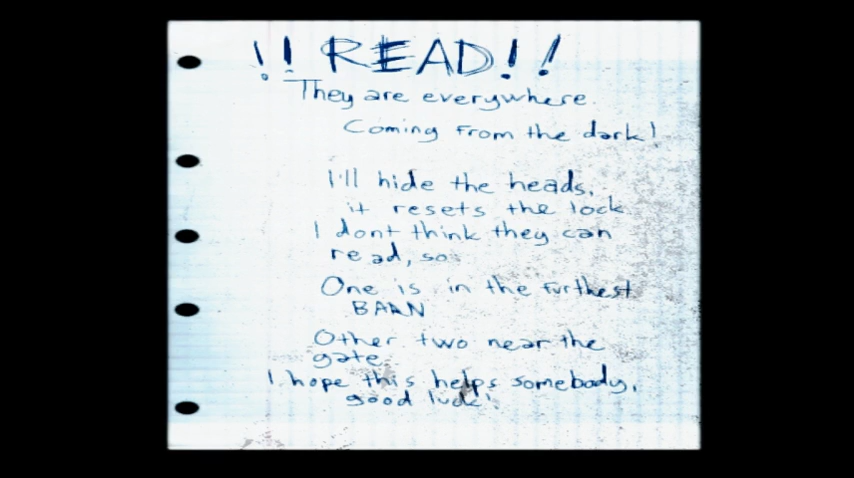 !! READ!!
They are everywhere.
Coming from the dark!
I'll hide the heads,
it resets the lock
I dont think they can
read, so
One is in the furthest
BARN
Other two near the
gate
I hope this helps somebody,
good luck!